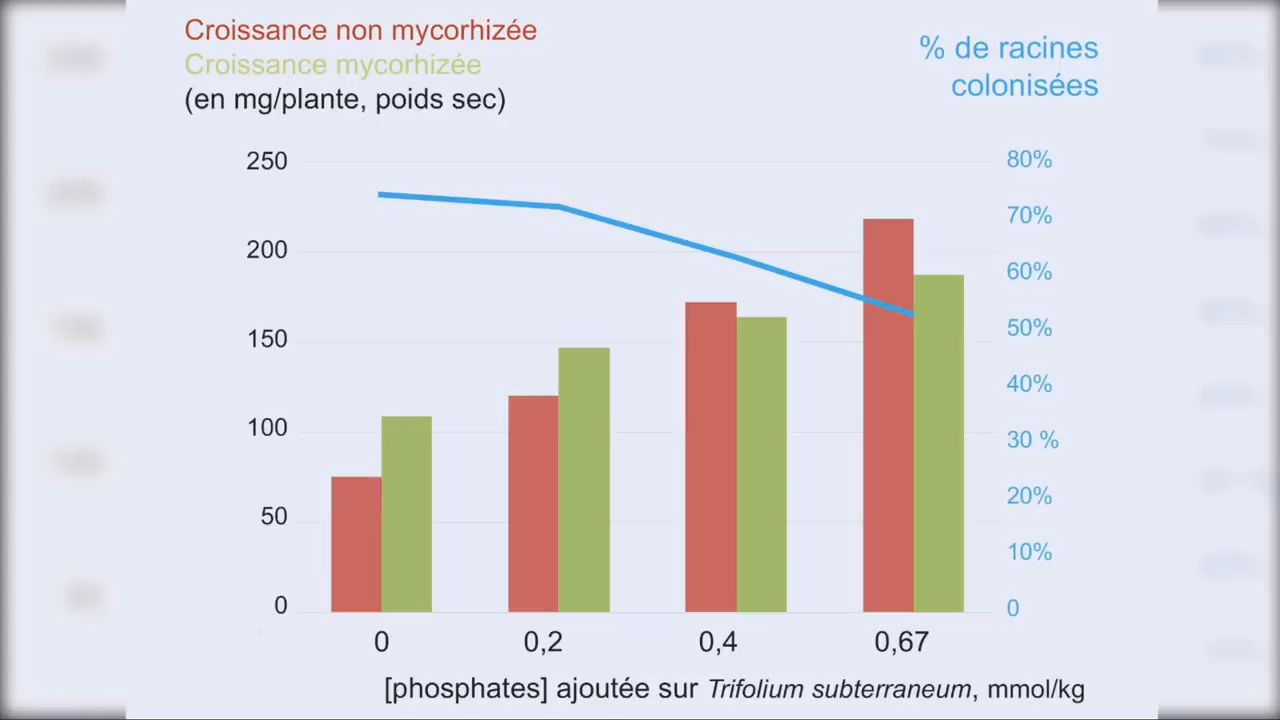 Croissance non mycorhizée
Croissance mycorhizée
(en mg/plante, poids sec)
% de racines
colonisées
250
200
150
100
50
0
80%
70%
60%
50%
40%
30 %
20%
10%
0
0 0,2 0,4 0,67
[phosphates] ajoutée sur Trifolium subterraneum, mmol/kg